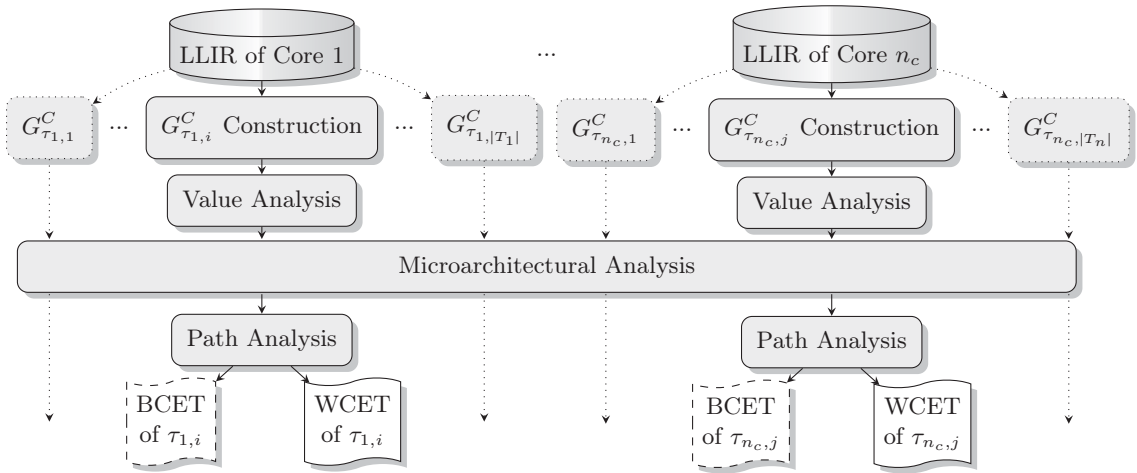 LLIR of Core 1 ... LLIR of Core n_c
G^C_{τ_{1,1}} ... G^C_{τ_{1,i}} Construction ... G^C_{τ_{1,|T_1|}} G^C_{τ_{n_c,1}} ... G^C_{τ_{n_c,j}} Construction ... G^C_{τ_{n_c,|T_n|}}
Value Analysis Value Analysis
Microarchitectural Analysis
Path Analysis Path Analysis
BCET WCET BCET WCET
of τ_{1,i} of τ_{1,i} of τ_{n_c,j} of τ_{n_c,j}